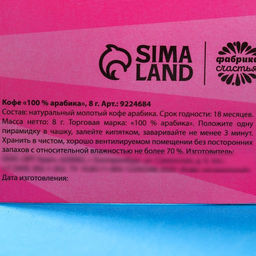 SIMA
LAND
фабрика
счастья
Кофе «100 % арабика», 8 г. Арт. 9224684
Состав: натуральный молотый кофе арабика. Срок годности: 18 месяцев.
Масса нетто: 8 г. Торговая марка: «100 % арабика». Положите одну
пирамидку в чашку, залейте кипятком, заваривайте не менее 3 минут.
Хранить в чистом, хорошо вентилируемом помещении без посторонних
запахов с относительной влажностью не более 70 %. Изготовитель:
Дата изготовления: